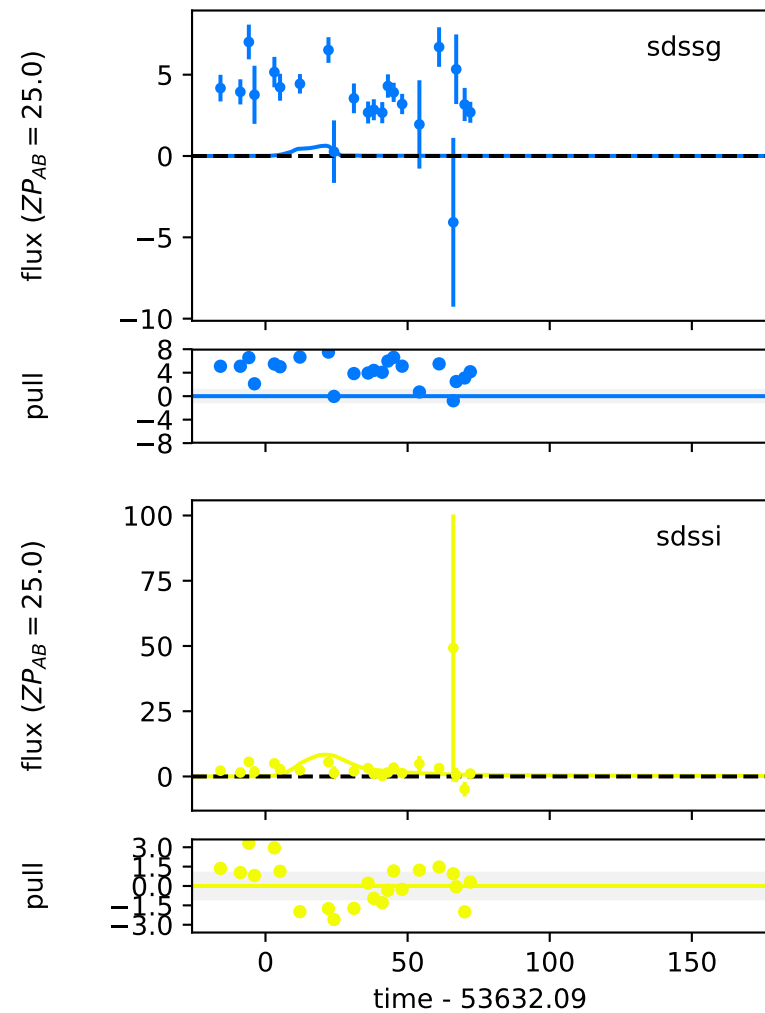 sdssg
flux (ZP_AB = 25.0)
5
0
−5
−10
pull
8
4
0
−4
−8
sdssi
flux (ZP_AB = 25.0)
100
75
50
25
0
pull
3.0
1.5
0.0
−1.5
−3.0
0 50 100 150
time - 53632.09